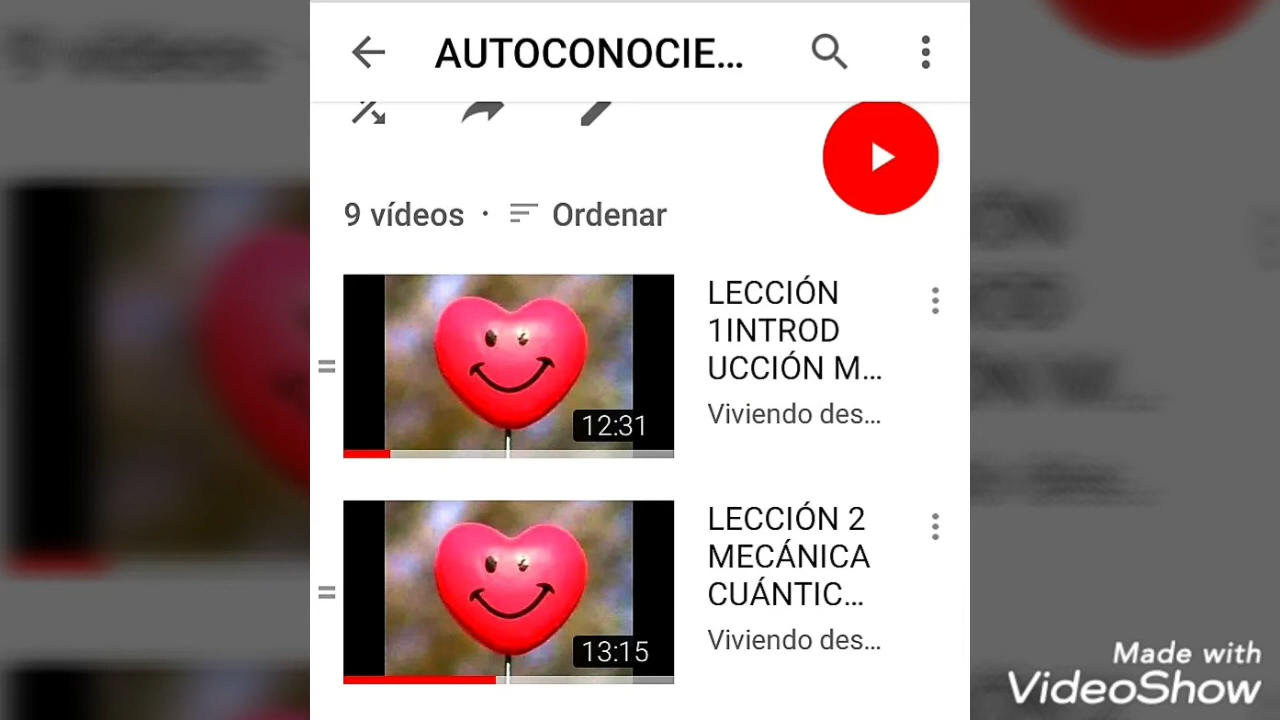 AUTOCONOCIE...
9 vídeos · Ordenar
LECCIÓN
1INTROD
UCCIÓN M...
Viviendo des...
12:31
LECCIÓN 2
MECÁNICA
CUÁNTIC...
Viviendo des...
13:15
Made with
VideoShow